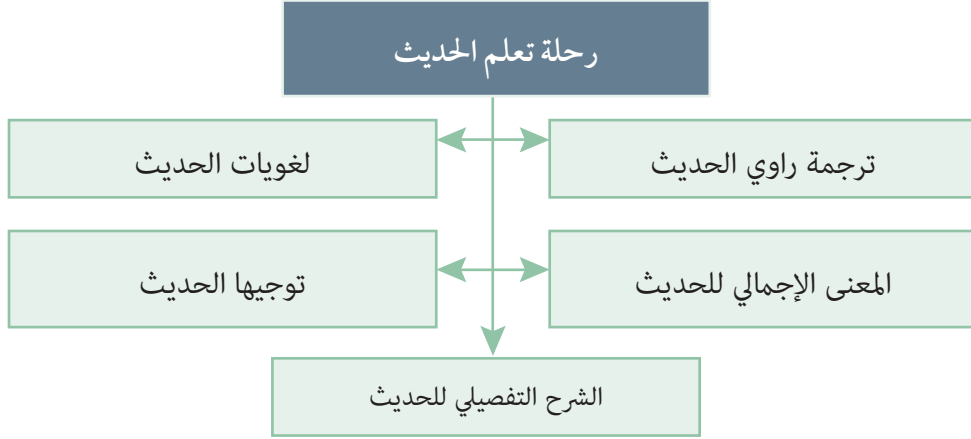 رحلة تعلم الحديث
ترجمة راوي الحديث
لغويات الحديث
المعنى الإجمالي للحديث
توجيها الحديث
الشرح التفصيلي للحديث